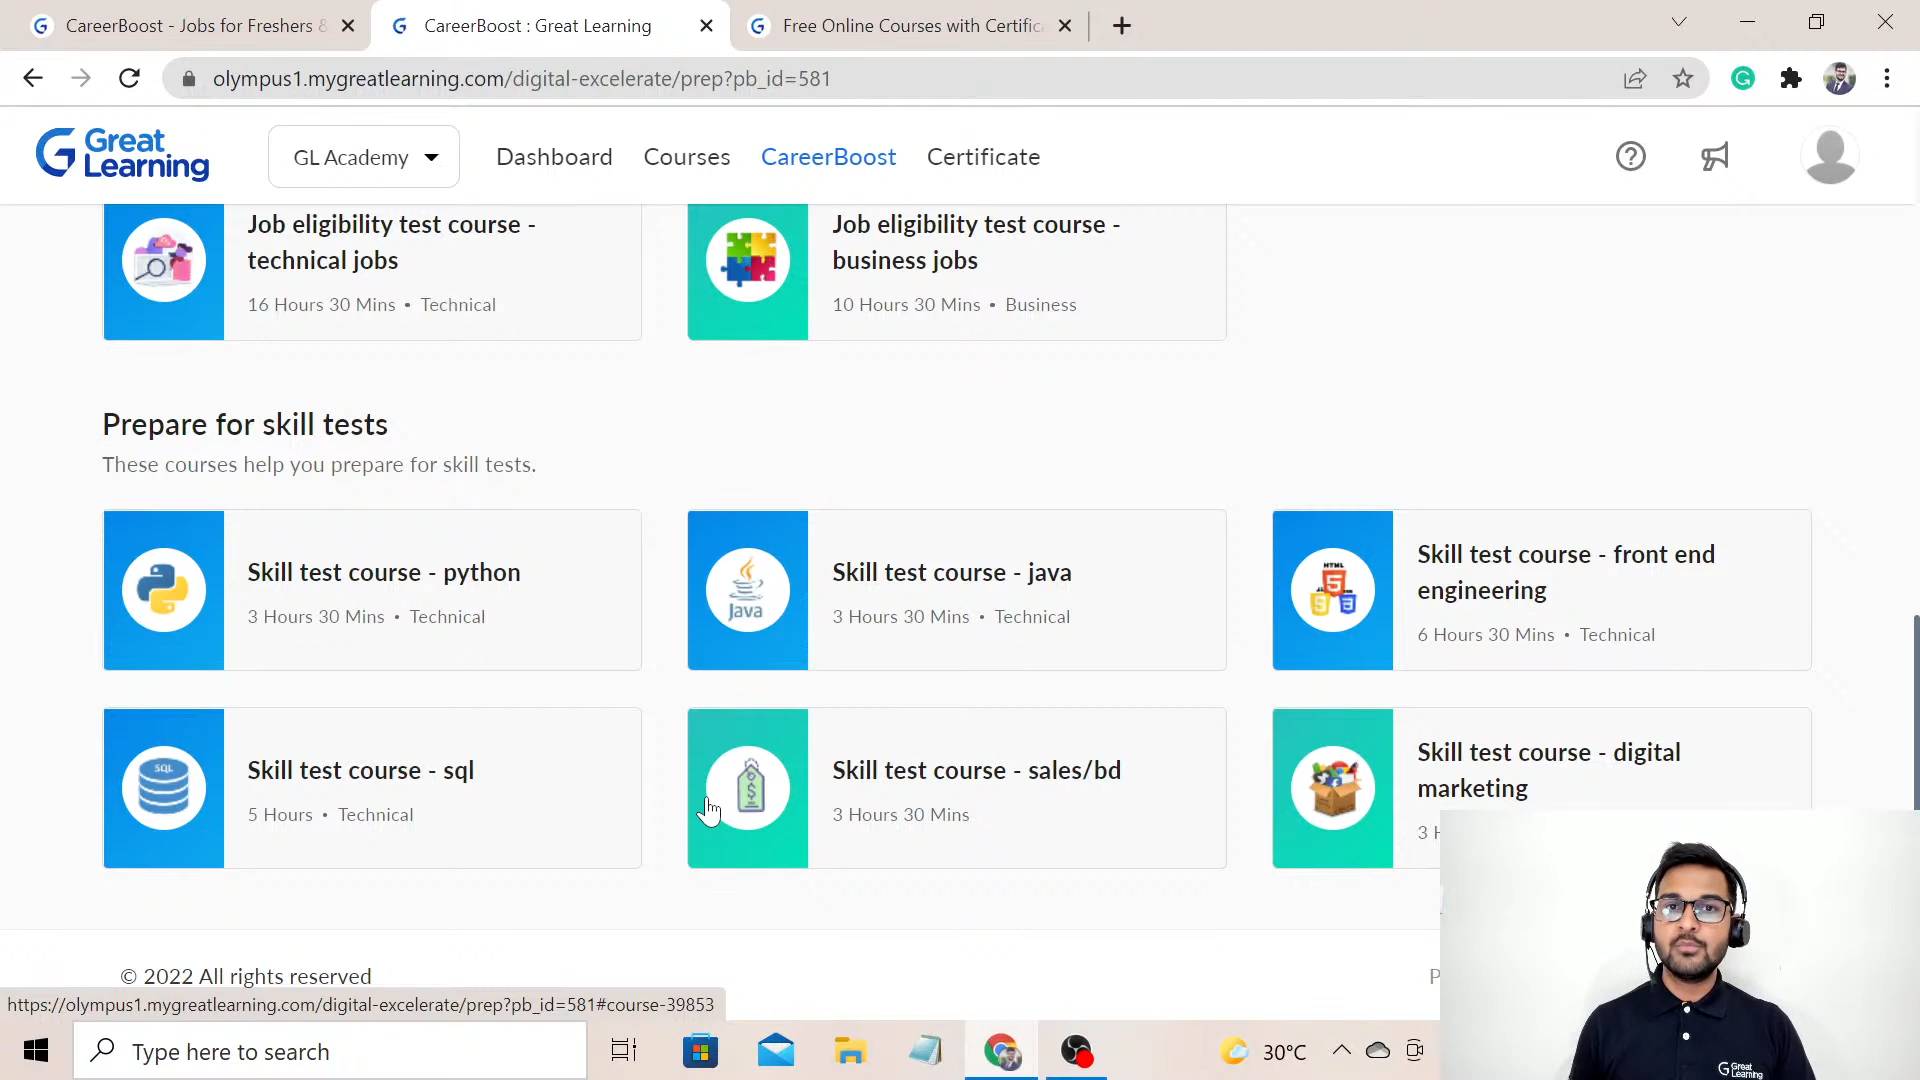 CareerBoost - Jobs for Freshers &
CareerBoost : Great Learning
Free Online Courses with Certific
olympus1.mygreatlearning.com/digital-excelerate/prep?pb_id=581
Great
Learning
GL Academy
Dashboard
Courses
CareerBoost
Certificate
Job eligibility test course -
technical jobs
16 Hours 30 Mins • Technical
Job eligibility test course -
business jobs
10 Hours 30 Mins • Business
Prepare for skill tests
These courses help you prepare for skill tests.
Skill test course - python
3 Hours 30 Mins • Technical
Java
Skill test course - java
3 Hours 30 Mins • Technical
HTML
Skill test course - front end
engineering
6 Hours 30 Mins • Technical
SQL
Skill test course - sql
5 Hours • Technical
Skill test course - sales/bd
3 Hours 30 Mins
Skill test course - digital
marketing
3 H
© 2022 All rights reserved
P
https://olympus1.mygreatlearning.com/digital-excelerate/prep?pb_id=581#course-39853
Type here to search
30°C
Great
Learning